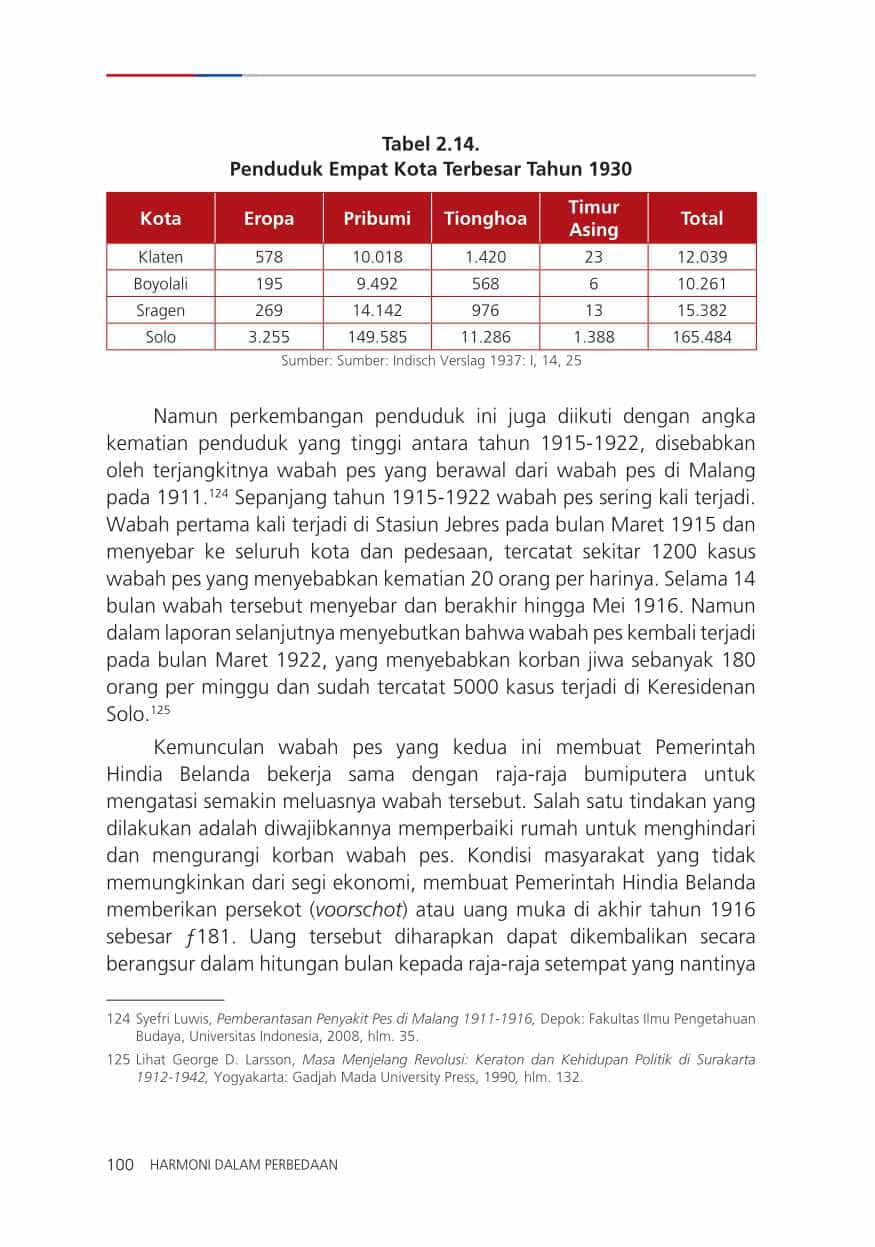 Tabel 2.14.
Penduduk Empat Kota Terbesar Tahun 1930
Kota Eropa Pribumi Tionghoa Timur Asing Total
Klaten 578 10.018 1.420 23 12.039
Boyolali 195 9.492 568 6 10.261
Sragen 269 14.142 976 13 15.382
Solo 3.255 149.585 11.286 1.388 165.484
Sumber: Sumber: Indisch Verslag 1937: I, 14, 25
Namun perkembangan penduduk ini juga diikuti dengan angka
kematian penduduk yang tinggi antara tahun 1915-1922, disebabkan
oleh terjangkitnya wabah pes yang berawal dari wabah pes di Malang
pada 1911.124 Sepanjang tahun 1915-1922 wabah pes sering kali terjadi.
Wabah pertama kali terjadi di Stasiun Jebres pada bulan Maret 1915 dan
menyebar ke seluruh kota dan pedesaan, tercatat sekitar 1200 kasus
wabah pes yang menyebabkan kematian 20 orang per harinya. Selama 14
bulan wabah tersebut menyebar dan berakhir hingga Mei 1916. Namun
dalam laporan selanjutnya menyebutkan bahwa wabah pes kembali terjadi
pada bulan Maret 1922, yang menyebabkan korban jiwa sebanyak 180
orang per minggu dan sudah tercatat 5000 kasus terjadi di Keresidenan
Solo.125
Kemunculan wabah pes yang kedua ini membuat Pemerintah
Hindia Belanda bekerja sama dengan raja-raja bumiputera untuk
mengatasi semakin meluasnya wabah tersebut. Salah satu tindakan yang
dilakukan adalah diwajibkannya memperbaiki rumah untuk menghindari
dan mengurangi korban wabah pes. Kondisi masyarakat yang tidak
memungkinkan dari segi ekonomi, membuat Pemerintah Hindia Belanda
memberikan persekot (voorschot) atau uang muka di akhir tahun 1916
sebesar ƒ181. Uang tersebut diharapkan dapat dikembalikan secara
berangsur dalam hitungan bulan kepada raja-raja setempat yang nantinya
124 Syefri Luwis, Pemberantasan Penyakit Pes di Malang 1911-1916, Depok: Fakultas Ilmu Pengetahuan
Budaya, Universitas Indonesia, 2008, hlm. 35.
125 Lihat George D. Larsson, Masa Menjelang Revolusi: Keraton dan Kehidupan Politik di Surakarta
1912-1942, Yogyakarta: Gadjah Mada University Press, 1990, hlm. 132.
100 HARMONI DALAM PERBEDAAN